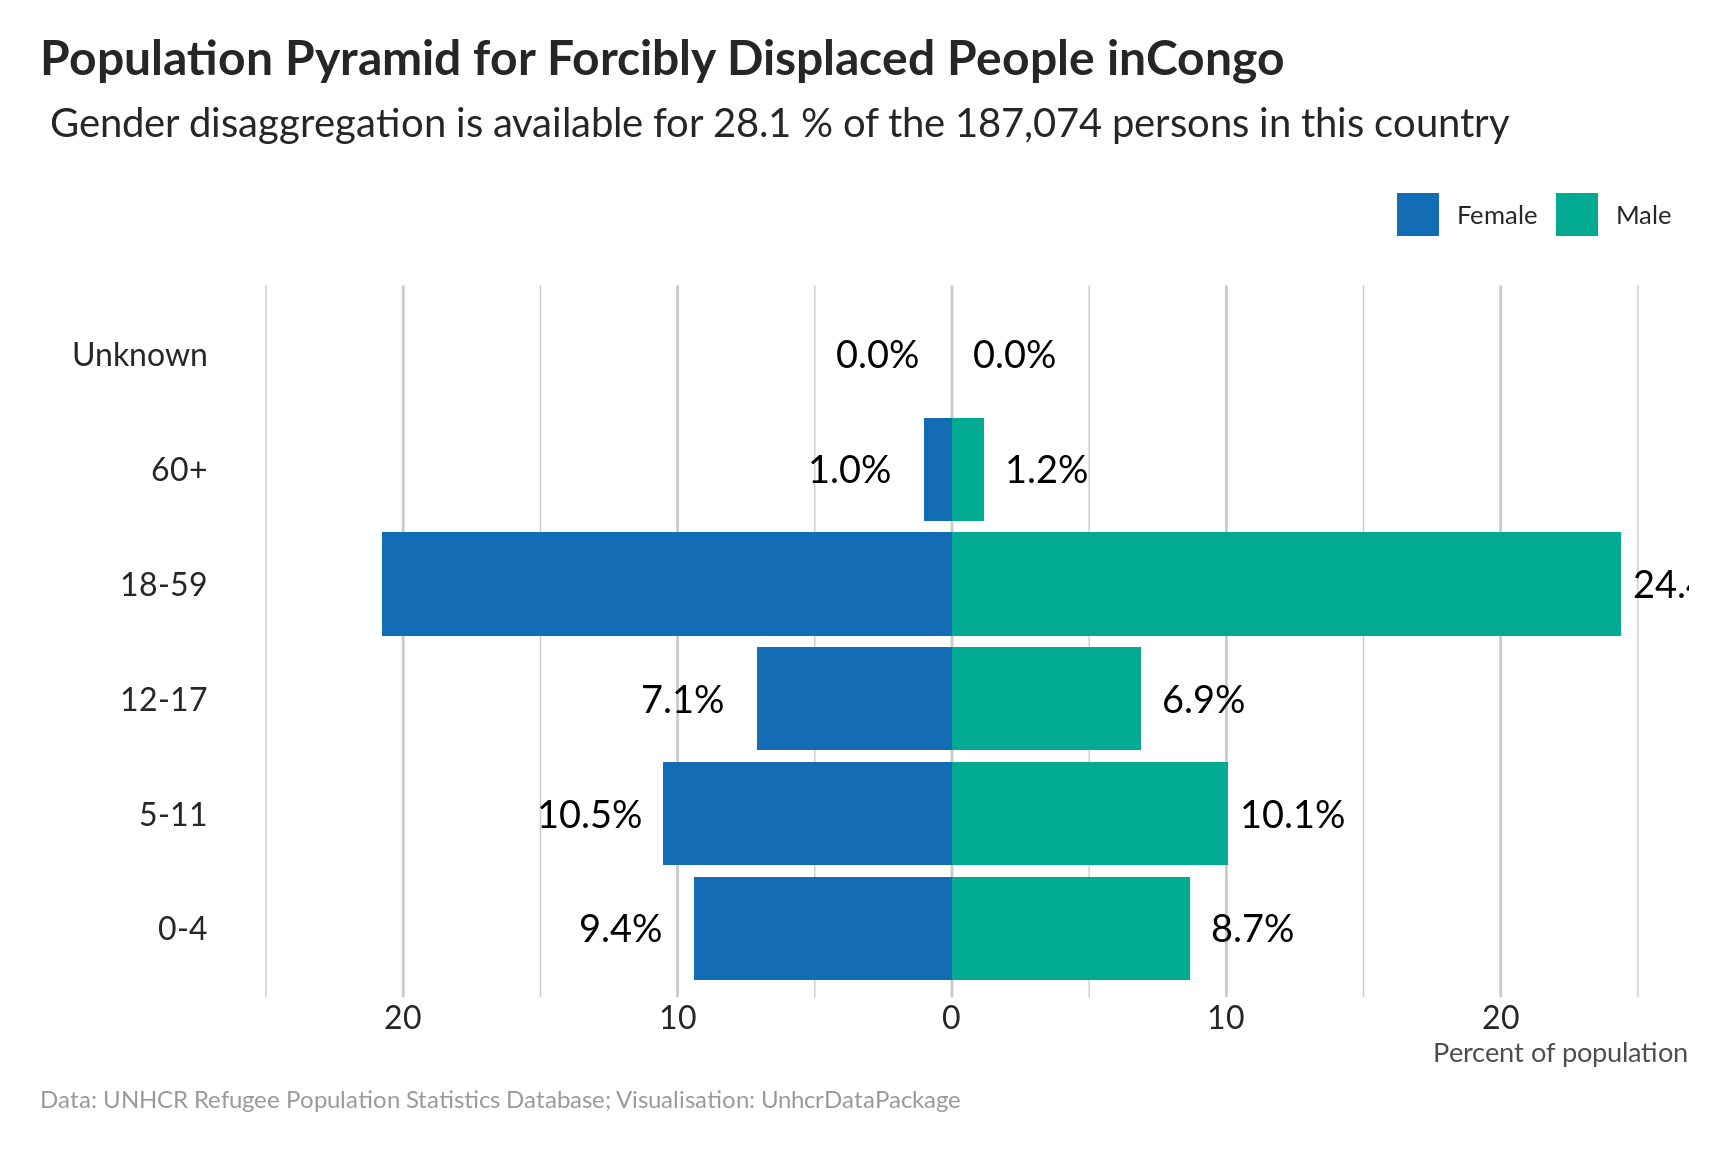 Population Pyramid for Forcibly Displaced People inCongo
Gender disaggregation is available for 28.1 % of the 187,074 persons in this country
Female Male
Unknown 0.0% 0.0%
60+ 1.0% 1.2%
18-59
12-17 7.1% 6.9%
5-11 10.5% 10.1%
0-4 9.4% 8.7%
20 10 0 10 20
Percent of population
Data: UNHCR Refugee Population Statistics Database; Visualisation: UnhcrDataPackage